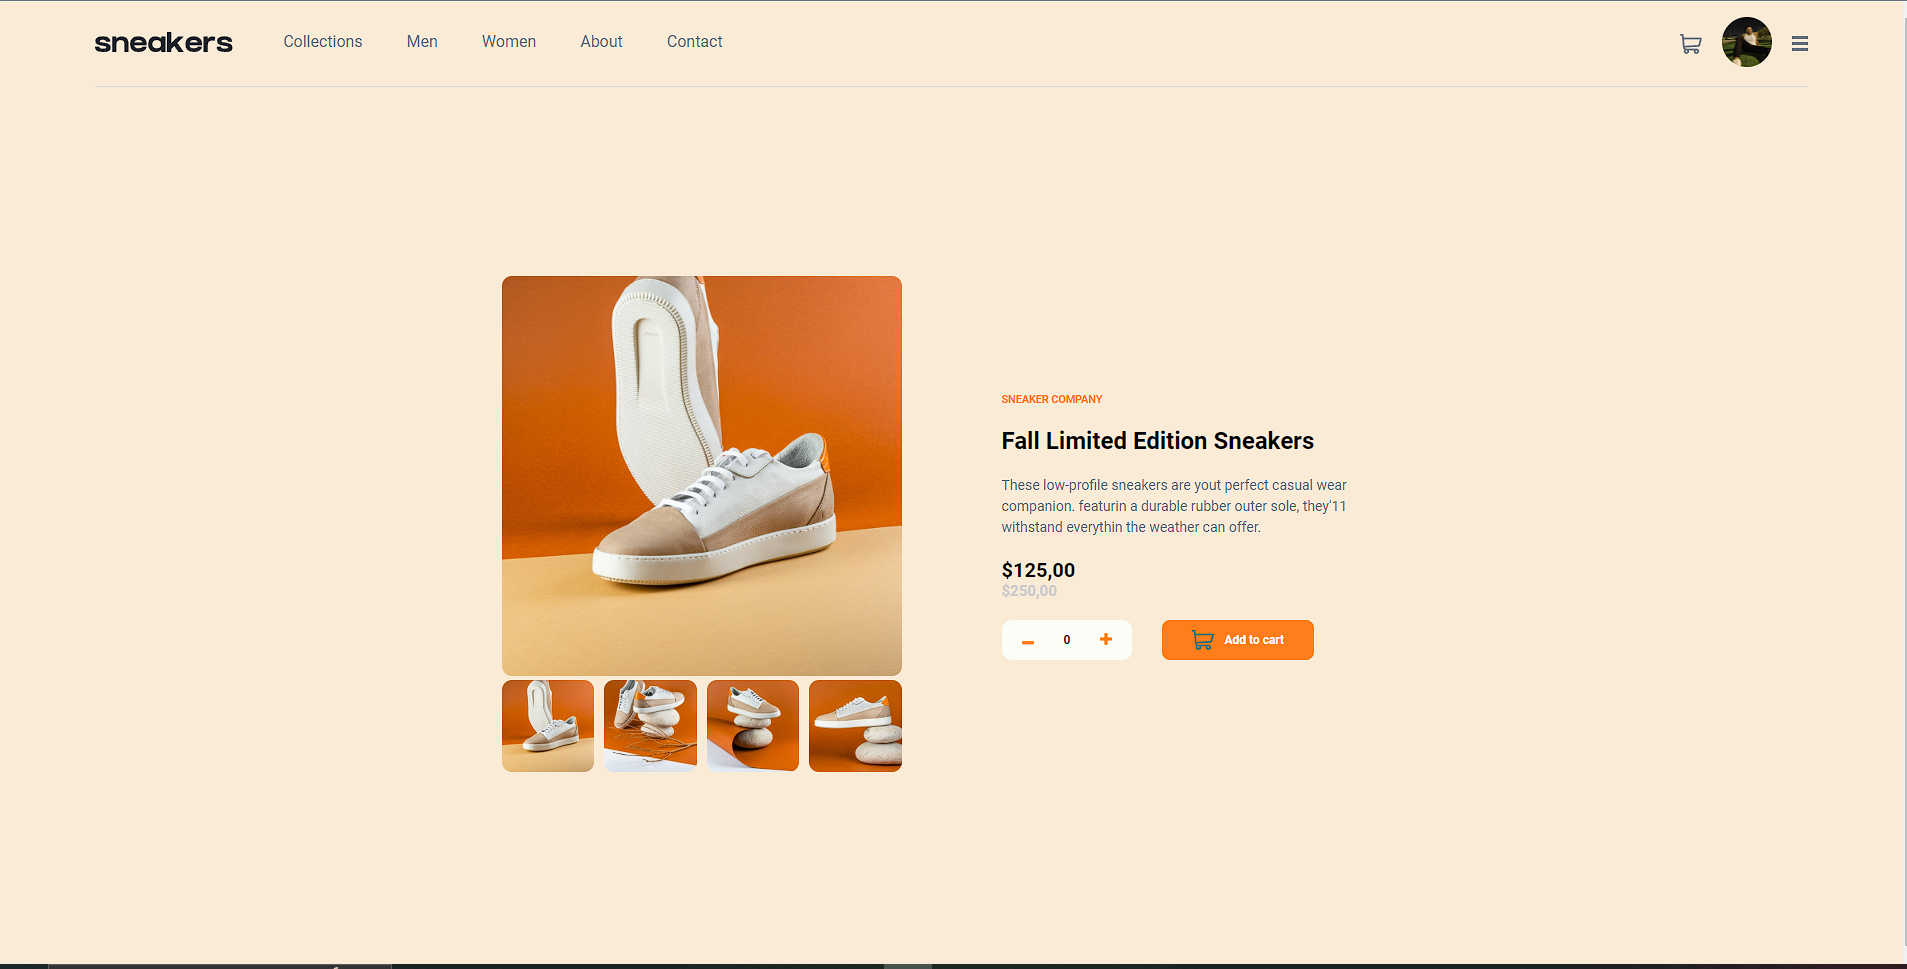 sneakers
Collections
Men
Women
About
Contact
SNEAKER COMPANY
Fall Limited Edition Sneakers
These low-profile sneakers are yout perfect casual wear
companion. featurin a durable rubber outer sole, they'11
withstand everythin the weather can offer.
$125,00
$250,00
0
Add to cart